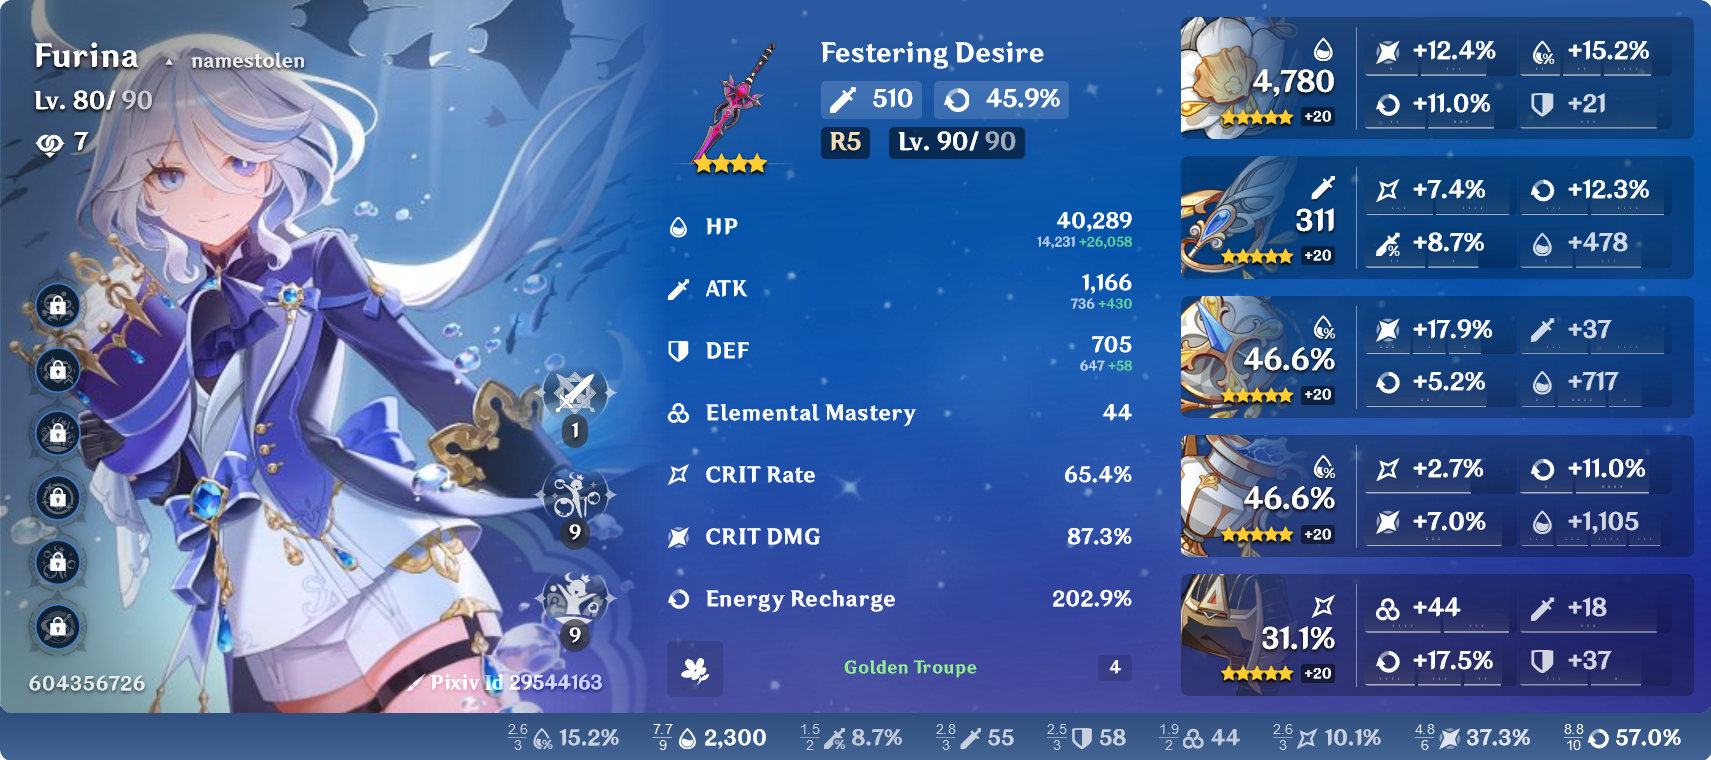 Furina ▲ namestolen
Lv. 80/ 90
7
1
9
9
604356726
Pixiv Id 29544163
Festering Desire
510 45.9%
R5 Lv. 90/ 90
HP 40,289
14,231 +26,058
ATK 1,166
736 +430
DEF 705
647 +58
Elemental Mastery 44
CRIT Rate 65.4%
CRIT DMG 87.3%
Energy Recharge 202.9%
Golden Troupe 4
4,780
+20
+12.4% +15.2%
+11.0% +21
311
+20
+7.4% +12.3%
+8.7% +478
46.6%
+20
+17.9% +37
+5.2% +717
46.6%
+20
+2.7% +11.0%
+7.0% +1,105
31.1%
+20
+44 +18
+17.5% +37
2.6/3 15.2% 7.7/9 2,300 1.5/2 8.7% 2.8/3 55 2.5/3 58 1.9/2 44 2.6/3 10.1% 4.8/6 37.3% 8.8/10 57.0%